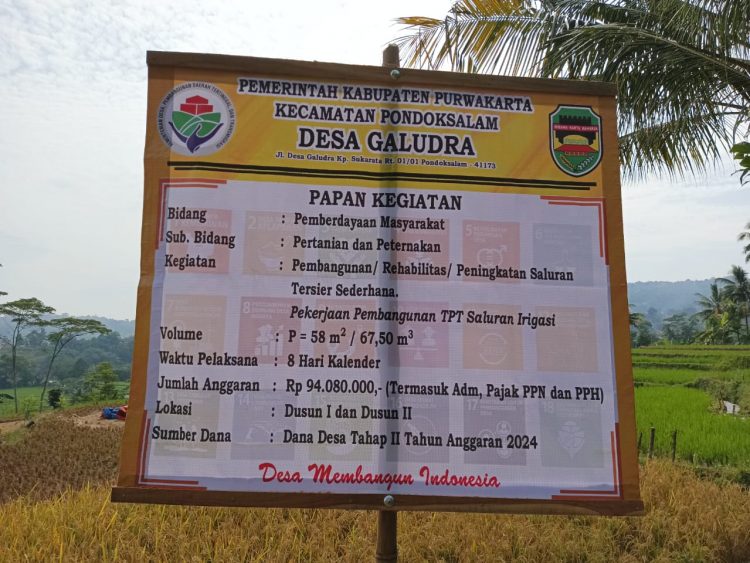 PEMERINTAH KABUPATEN PURWAKARTA
KECAMATAN PONDOKSALAM
DESA GALUDRA
Jl. Desa Galudra Kp. Sukarata Rt. 01/01 Pondoksalam - 41173
PAPAN KEGIATAN
Bidang : Pemberdayaan Masyarakat
Sub. Bidang : Pertanian dan Peternakan
Kegiatan : Pembangunan/ Rehabilitas/ Peningkatan Saluran
Tersier Sederhana.
Pekerjaan Pembangunan TPT Saluran Irigasi
Volume : P = 58 m² / 67,50 m³
Waktu Pelaksana : 8 Hari Kalender
Jumlah Anggaran : Rp 94.080.000,- (Termasuk Adm, Pajak PPN dan PPH)
Lokasi : Dusun I dan Dusun II
Sumber Dana : Dana Desa Tahap II Tahun Anggaran 2024
Desa Membangun Indonesia